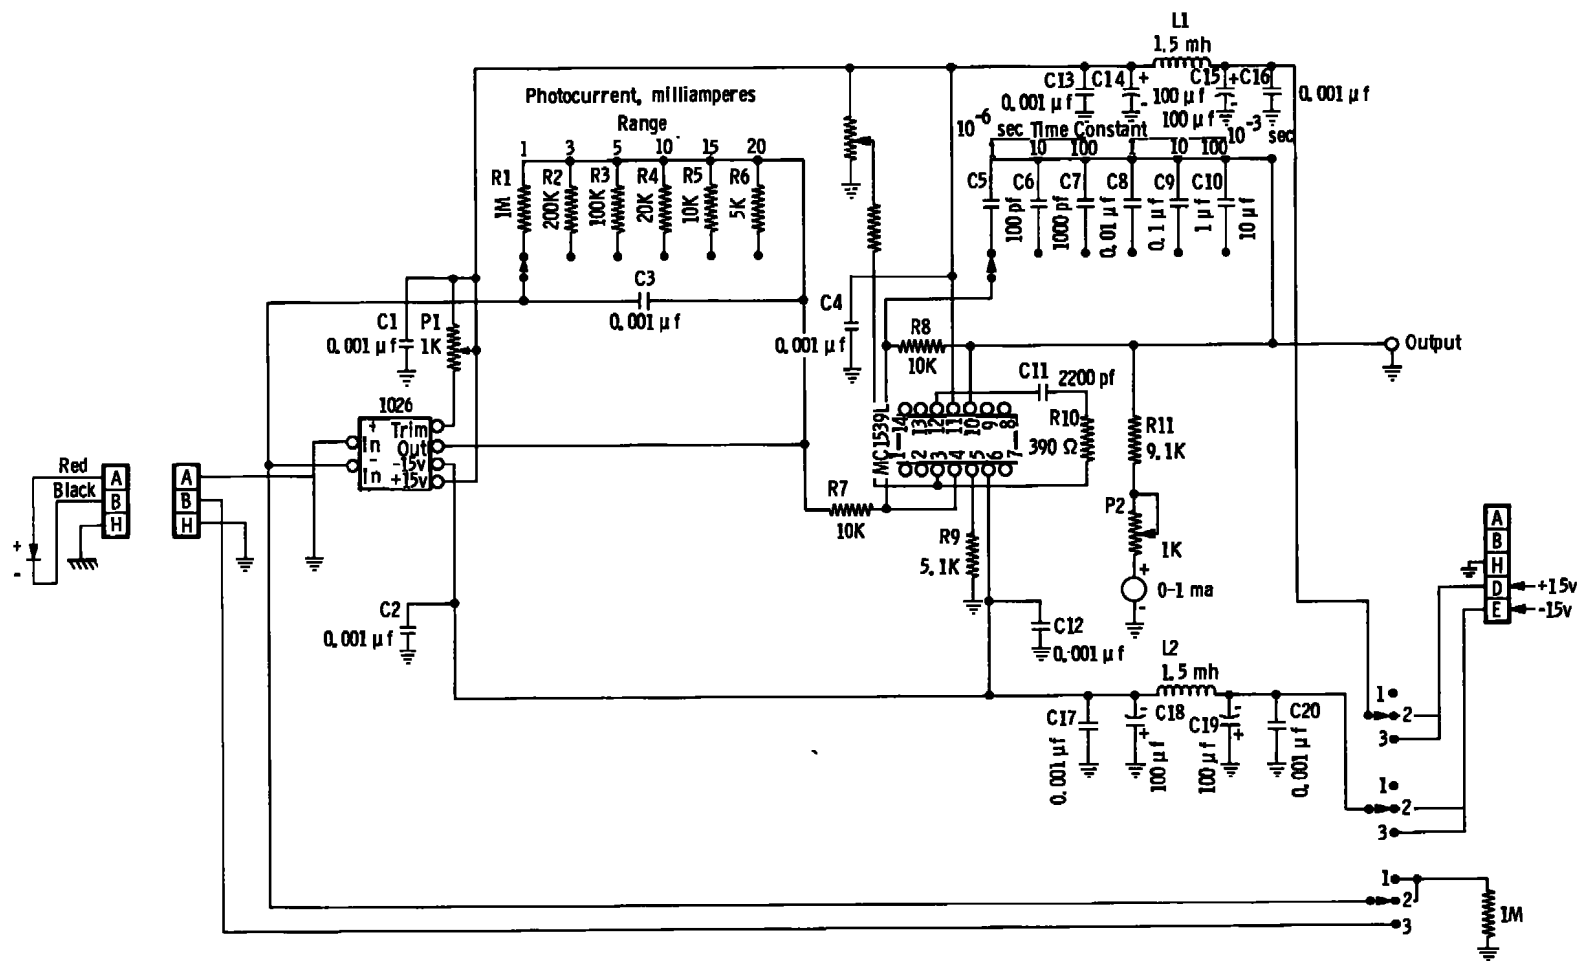 L1
1.5 mh
C13
0.001 µf
C14
+
-
100 µf
C15
+
-
100 µf
C16
0.001 µf
Photocurrent, milliamperes
Range
1 3 5 10 15 20
R1
1M
R2
200K
R3
100K
R4
20K
R5
10K
R6
5K
10-6 sec Time Constant 10-3 sec
1 10 100 1 10 100
C5
100 pf
C6
1000 pf
C7
0.01 µf
C8
0.1 µf
C9
1 µf
C10
10 µf
C3
0.001 µf
C1
0.001 µf
P1
1K
C4
0.001 µf
R8
10K
Output
C11
2200 pf
1026
+
In
-
In
Trim
Out
-15v
+15v
MC1539L
14 13 12 11 10 9 8
1 2 3 4 5 6 7
R10
390 Ω
R11
9.1K
Red
Black
A
B
H
A
B
H
+
-
R7
10K
R9
5.1K
P2
1K
+
0-1 ma
-
A
B
H
D
E
+15v
-15v
C2
0.001 µf
C12
0.001 µf
L2
1.5 mh
C17
0.001 µf
-
+
C18
100 µf
C19
-
+
100 µf
C20
0.001 µf
1
2
3
1
2
3
1
2
3
1M